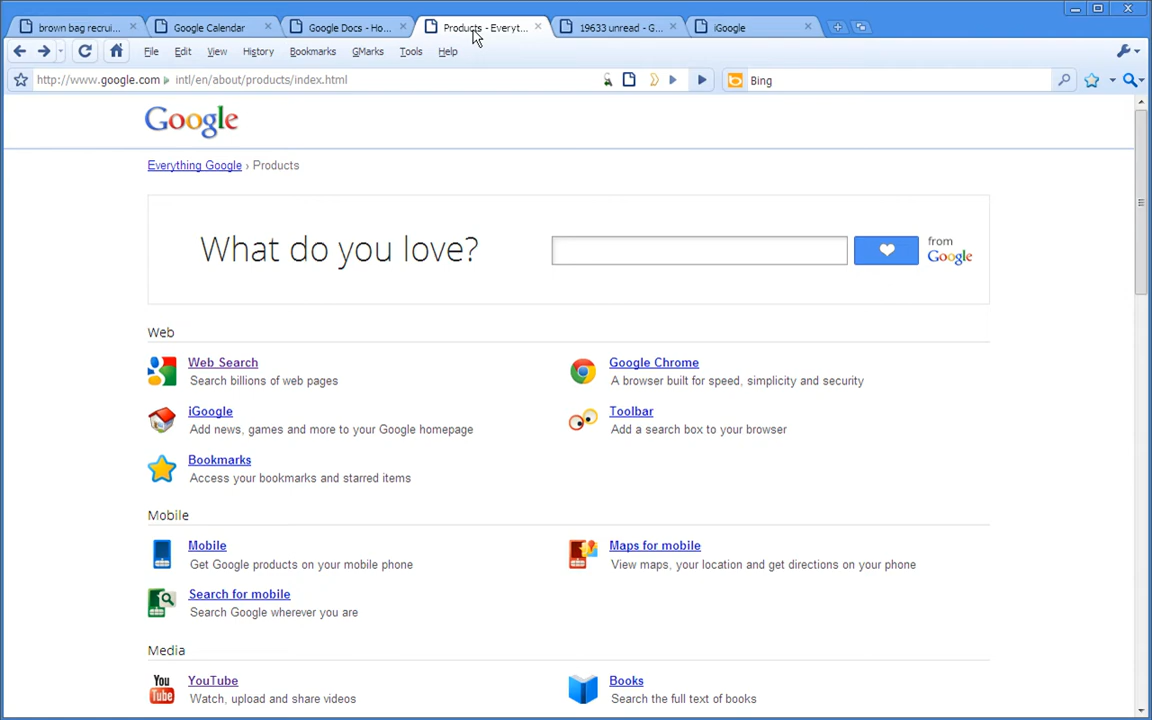 brown bag recrui...
Google Calendar
Google Docs - Ho...
Products - Everyt...
19633 unread - G...
iGoogle
File Edit View History Bookmarks GMarks Tools Help
http://www.google.com intl/en/about/products/index.html
Bing
Google
Everything Google › Products
What do you love?
from
Google
Web
Web Search
Search billions of web pages
Google Chrome
A browser built for speed, simplicity and security
iGoogle
Add news, games and more to your Google homepage
Toolbar
Add a search box to your browser
Bookmarks
Access your bookmarks and starred items
Mobile
Mobile
Get Google products on your mobile phone
Maps for mobile
View maps, your location and get directions on your phone
Search for mobile
Search Google wherever you are
Media
You
Tube
YouTube
Watch, upload and share videos
Books
Search the full text of books